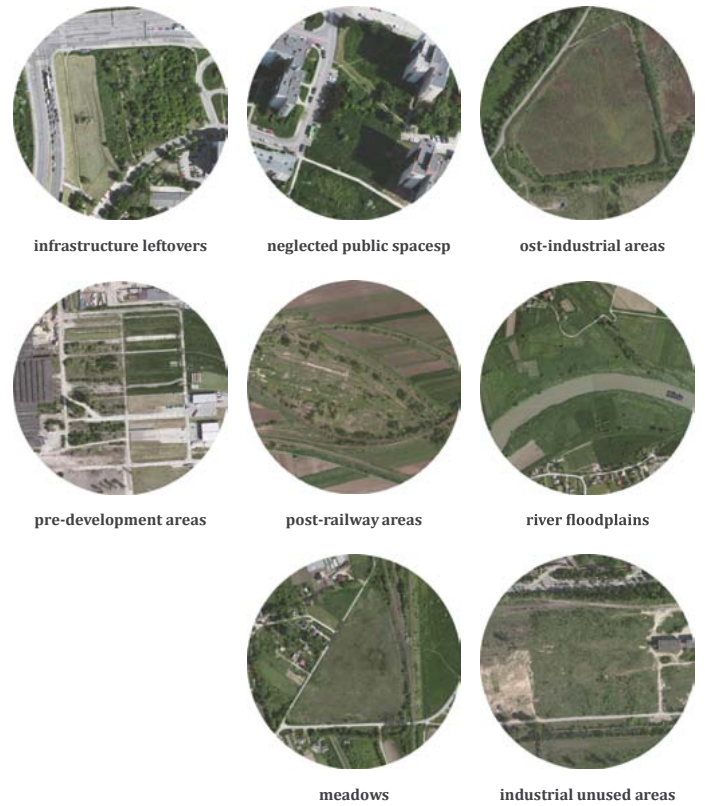 infrastructure leftovers
neglected public spacesp
ost-industrial areas
pre-development areas
post-railway areas
river floodplains
meadows
industrial unused areas